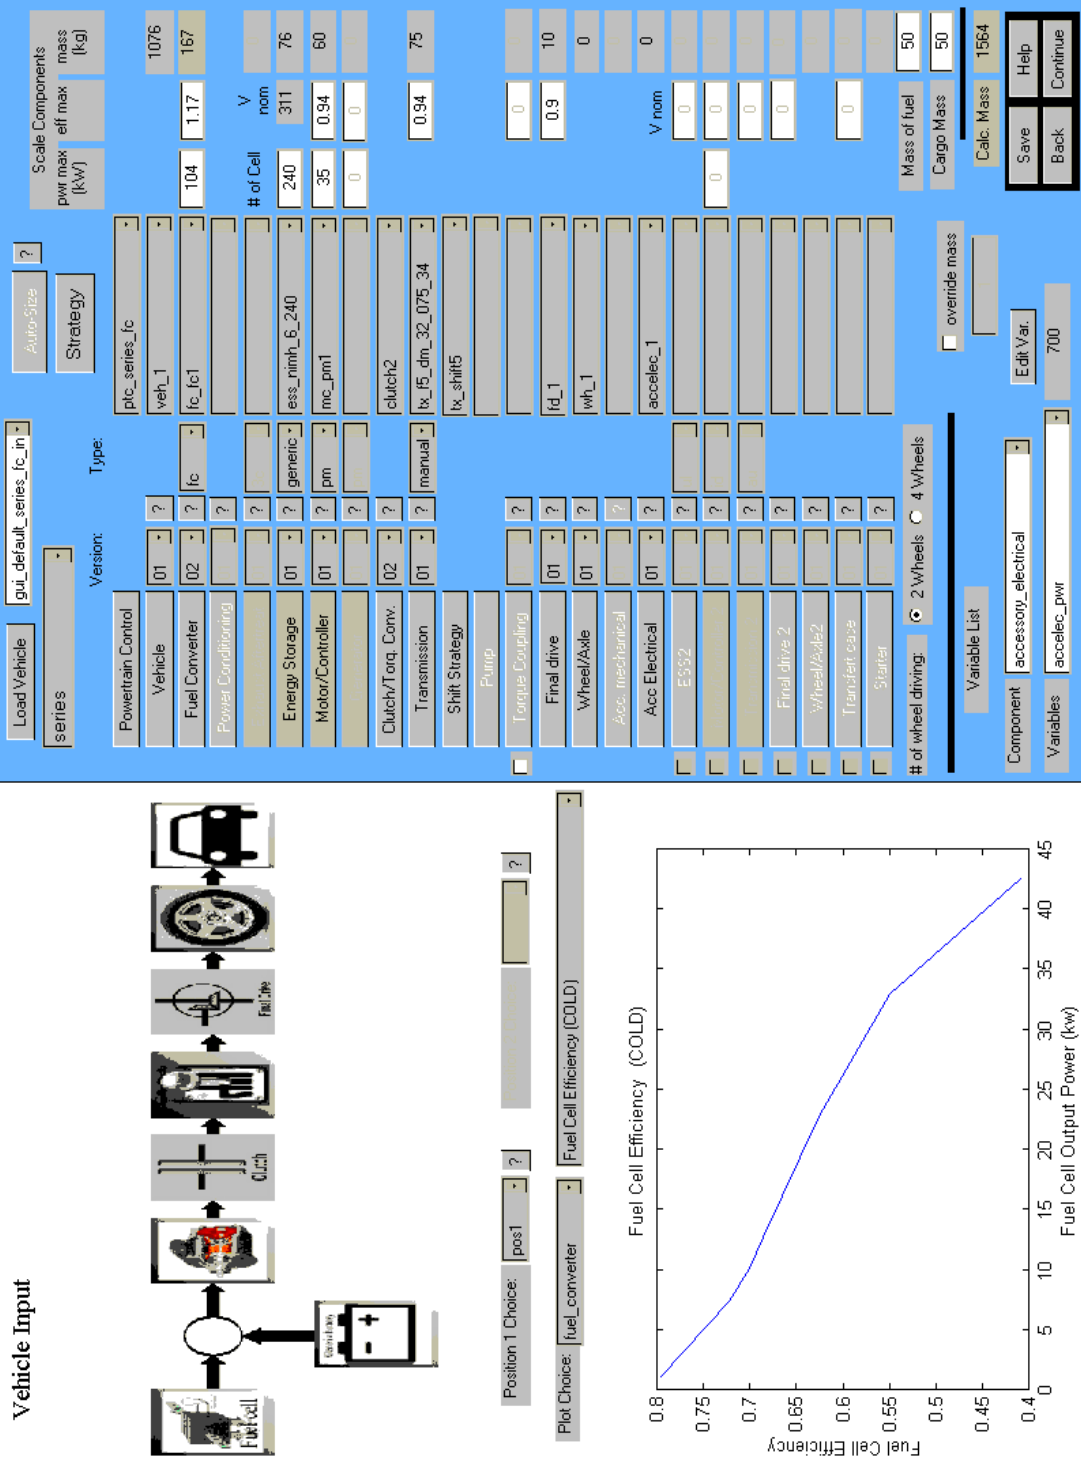 Vehicle Input
Fuel cell
Clutch
Final Drive
Position 1 Choice: pos1 ?
?
Plot Choice: fuel_converter Fuel Cell Efficiency (COLD)
Fuel Cell Efficiency (COLD)
Fuel Cell Efficiency
0.8
0.75
0.7
0.65
0.6
0.55
0.5
0.45
0.4
0 5 10 15 20 25 30 35 40 45
Fuel Cell Output Power (kw)
Load Vehicle gui_default_series_fc_in Auto-Size ?
series Strategy
Scale Components
pwr max (kW) eff max mass (kg)
Version: Type:
Powertrain Control ptc_series_fc
Vehicle 01 ? veh_1 1076
Fuel Converter 02 ? fc fc_fc1 104 1.17 167
Power Conditioning ?
? # of Cell V nom
Energy Storage 01 ? generic ess_nimh_6_240 240 311 76
Motor/Controller 01 ? pm mc_pm1 35 0.94 60
? 0 0
Clutch/Torq. Conv. 02 ? clutch2
Transmission 01 ? manual tx_f5_dm_32_075_34 0.94 75
Shift Strategy tx_shift5
Pump
Torque Coupling ? 0
Final drive 01 ? fd_1 0.9 10
Wheel/Axle 01 ? wh_1 0
Acc. mechanical ?
Acc Electrical 01 ? accelec_1 0
V nom
ESS2 ? 0
? 0 0
? 0
Final drive 2 ? 0
Wheel/Axle2 ?
Transfert case ? 0
Starter ?
# of wheel driving: 2 Wheels 4 Wheels
Mass of fuel 50
override mass Cargo Mass 50
Variable List
Calc. Mass 1564
Component accessory_electrical Edit Var.
Save Help
Variables accelec_pwr 700
Back Continue